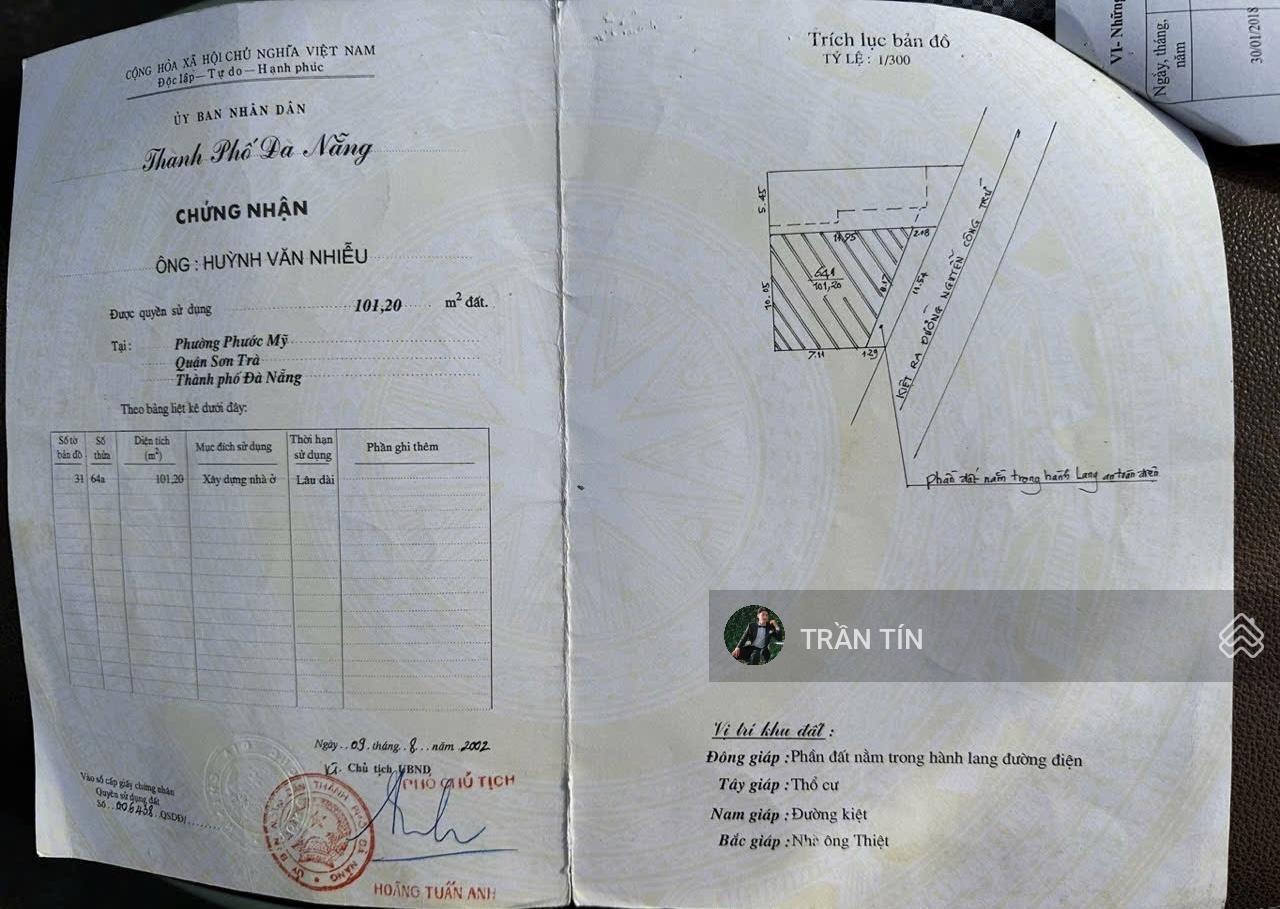 CỘNG HÒA XÃ HỘI CHỦ NGHĨA VIỆT NAM
Độc lập - Tự do - Hạnh phúc
ỦY BAN NHÂN DÂN
Thành Phố Đà Nẵng
CHỨNG NHẬN
ÔNG : HUỲNH VĂN NHIỄU
Được quyền sử dụng 101,20 m² đất.
Tại : Phường Phước Mỹ
Quận Sơn Trà
Thành phố Đà Nẵng
Theo bảng liệt kê dưới đây:
Số tờ bản đồ Số thửa Diện tích (m²) Mục đích sử dụng Thời hạn sử dụng Phần ghi thêm
31 64a 101,20 Xây dựng nhà ở Lâu dài
Ngày 09 tháng 8 năm 2002
Chủ tịch UBND
PHÓ CHỦ TỊCH
Vào sổ cấp giấy chứng nhận
Quyền sử dụng đất
Số 006438 QSDĐ
HOÀNG TUẤN ANH
Trích lục bản đồ
TỶ LỆ : 1/300
5.45
11.95
2.08
10.05
64a
101,20
11.54
7.11
1.29
KIỆT RA ĐƯỜNG NGUYỄN CÔNG TRỨ
phần đất nằm trong hành lang an toàn điện
TRẦN TÍN
Vị trí khu đất :
Đông giáp : Phần đất nằm trong hành lang đường điện
Tây giáp : Thổ cư
Nam giáp : Đường kiệt
Bắc giáp : Nhà ông Thiệt
VI- Những
Ngày, tháng, năm
30/01/2018